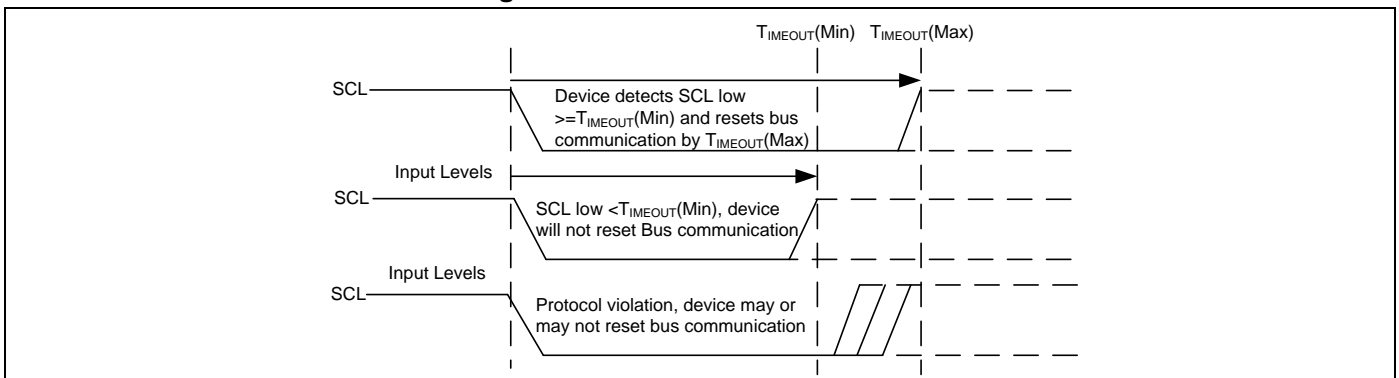 TIMEOUT(Min) TIMEOUT(Max)
SCL
Device detects SCL low
>=TIMEOUT(Min) and resets bus
communication by TIMEOUT(Max)
Input Levels
SCL
SCL low <TIMEOUT(Min), device
will not reset Bus communication
Input Levels
SCL
Protocol violation, device may or
may not reset bus communication